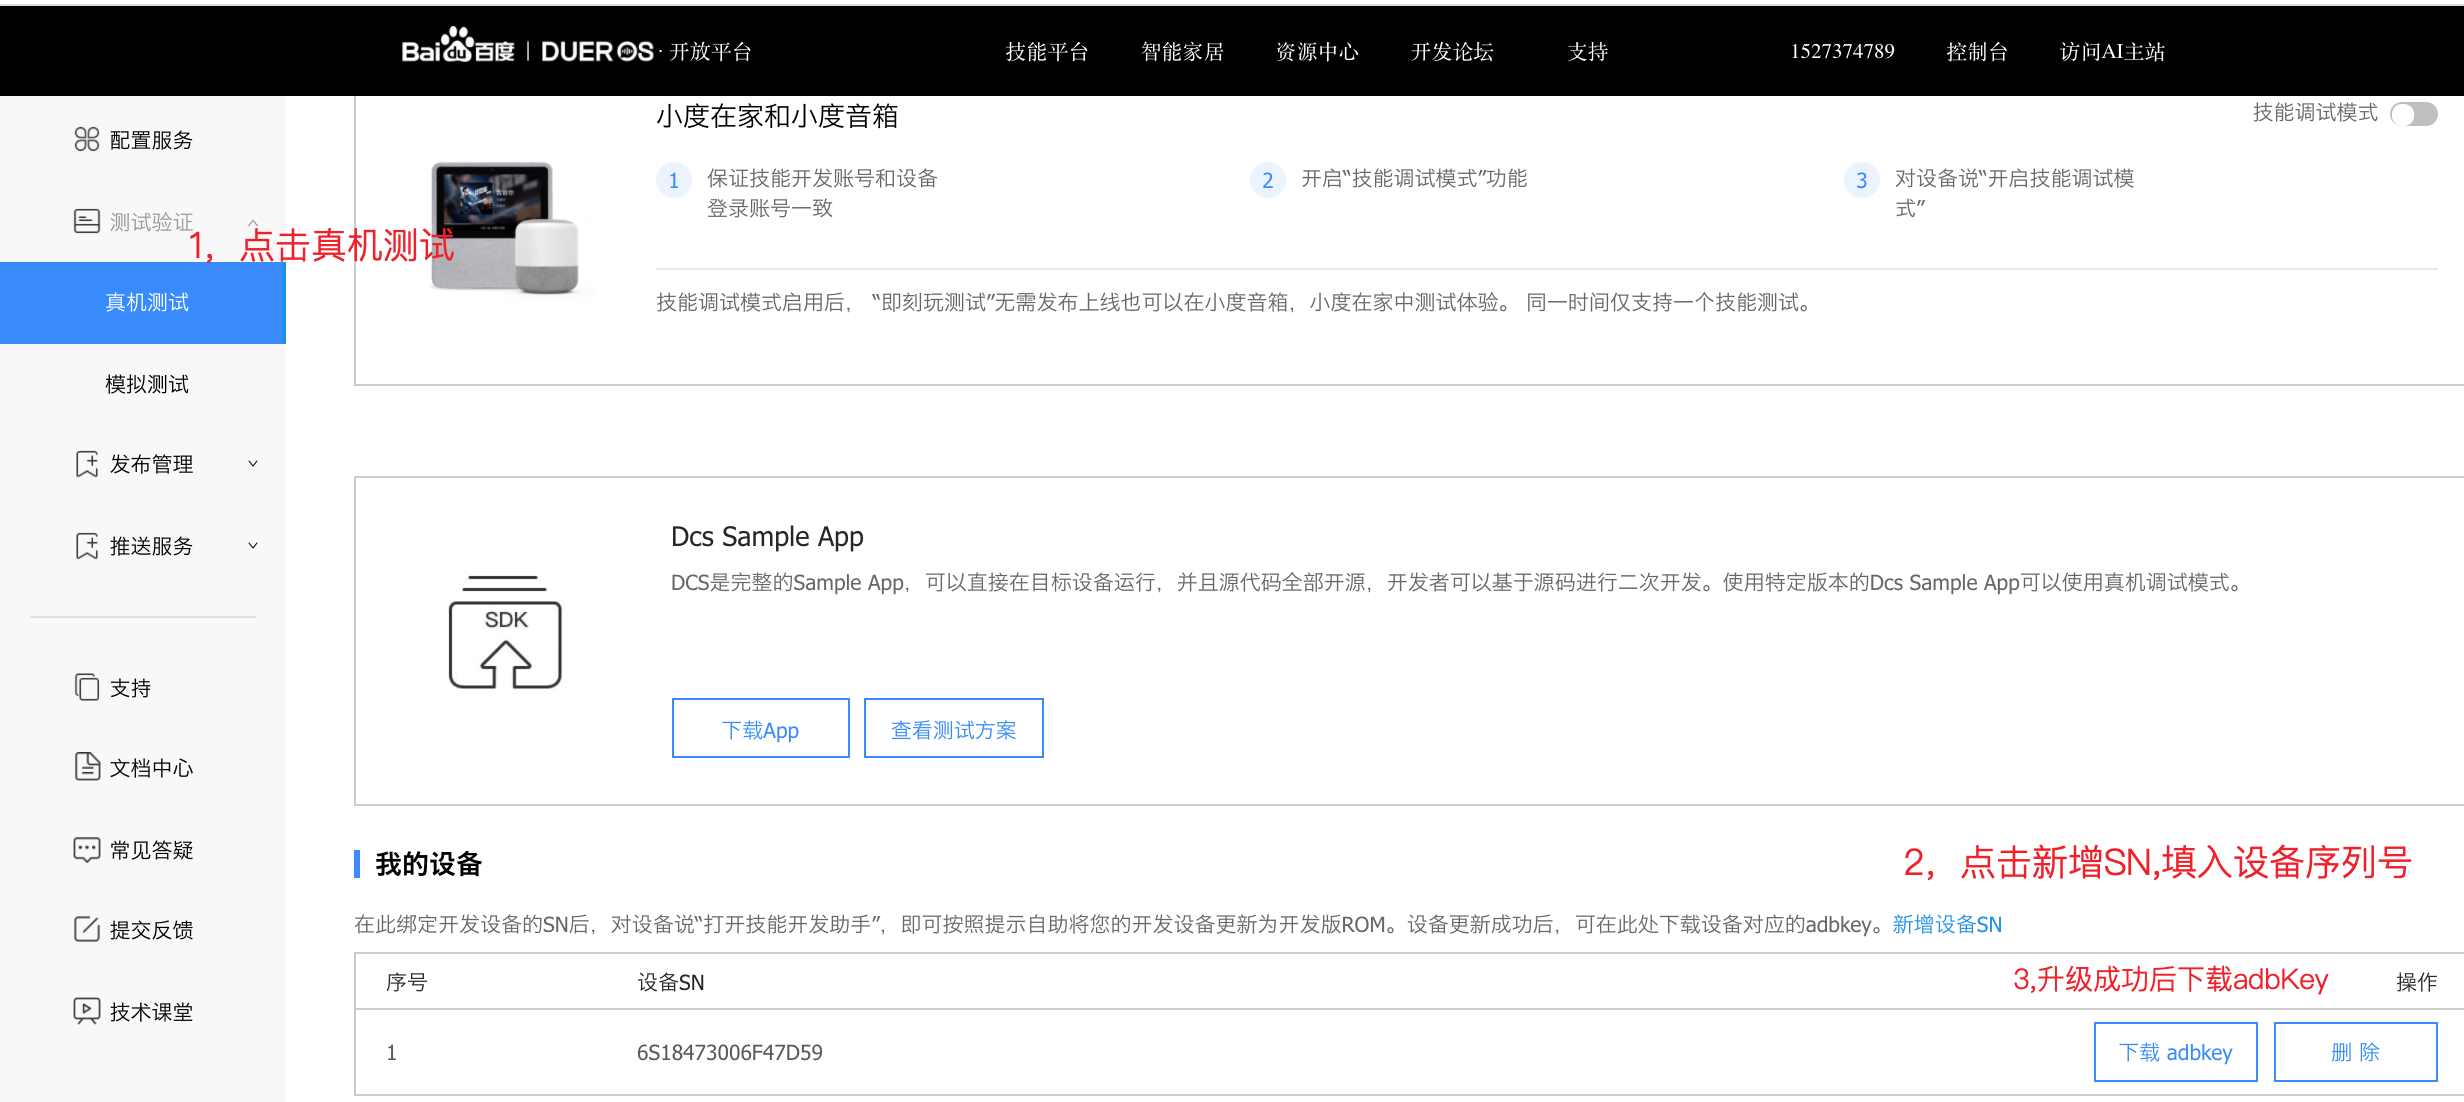 Baidu百度 | DUEROS · 开放平台
技能平台 智能家居 资源中心 开发论坛 支持 1527374789 控制台 访问AI主站
配置服务
测试验证
真机测试
模拟测试
发布管理
推送服务
支持
文档中心
常见答疑
提交反馈
技术课堂
1，点击真机测试
小度在家和小度音箱
技能调试模式
1 保证技能开发账号和设备
登录账号一致
2 开启“技能调试模式”功能
3 对设备说“开启技能调试模
式”
技能调试模式启用后， “即刻玩测试”无需发布上线也可以在小度音箱，小度在家中测试体验。 同一时间仅支持一个技能测试。
SDK
Dcs Sample App
DCS是完整的Sample App，可以直接在目标设备运行，并且源代码全部开源，开发者可以基于源码进行二次开发。使用特定版本的Dcs Sample App可以使用真机调试模式。
下载App 查看测试方案
我的设备
2，点击新增SN,填入设备序列号
在此绑定开发设备的SN后，对设备说“打开技能开发助手”，即可按照提示自助将您的开发设备更新为开发版ROM。设备更新成功后，可在此处下载设备对应的adbkey。新增设备SN
序号 设备SN 3,升级成功后下载adbKey 操作
1 6S18473006F47D59 下载 adbkey 删 除